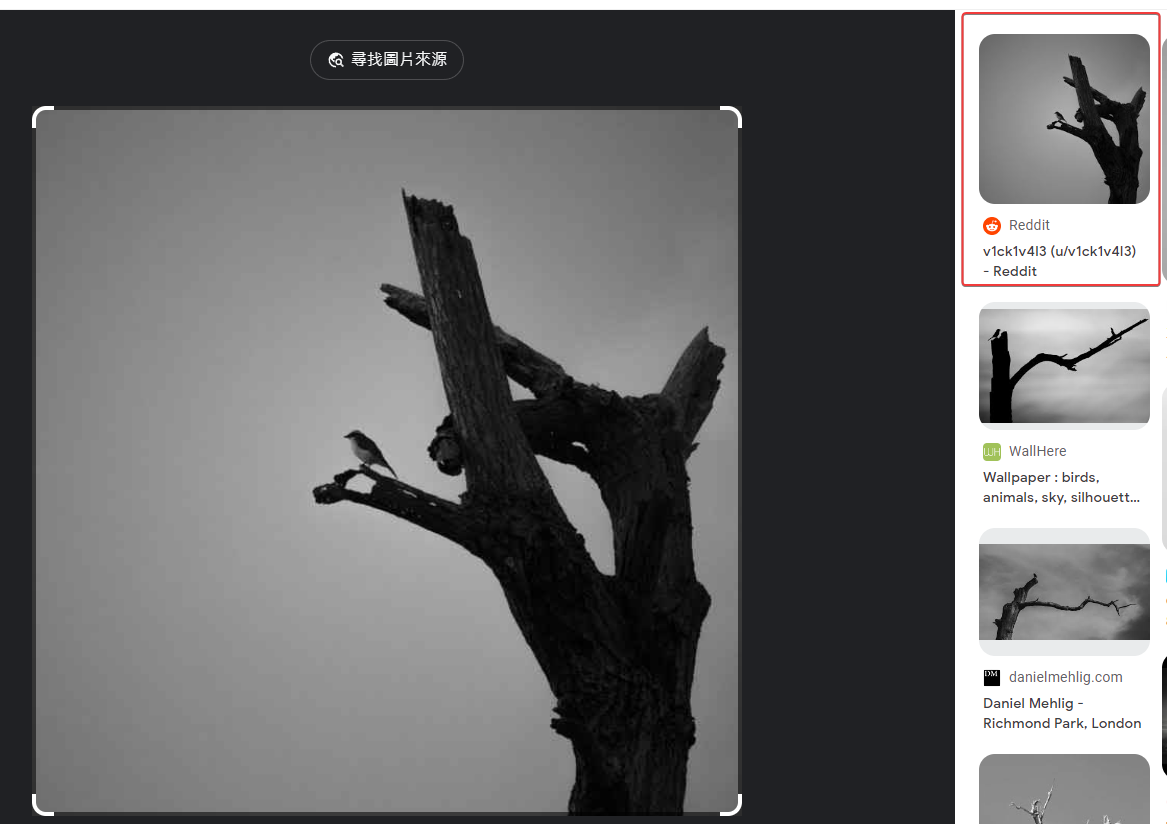 尋找圖片來源
Reddit
v1ck1v4l3 (u/v1ck1v4l3)
- Reddit
WH
WallHere
Wallpaper : birds,
animals, sky, silhouett...
DM
danielmehlig.com
Daniel Mehlig -
Richmond Park, London